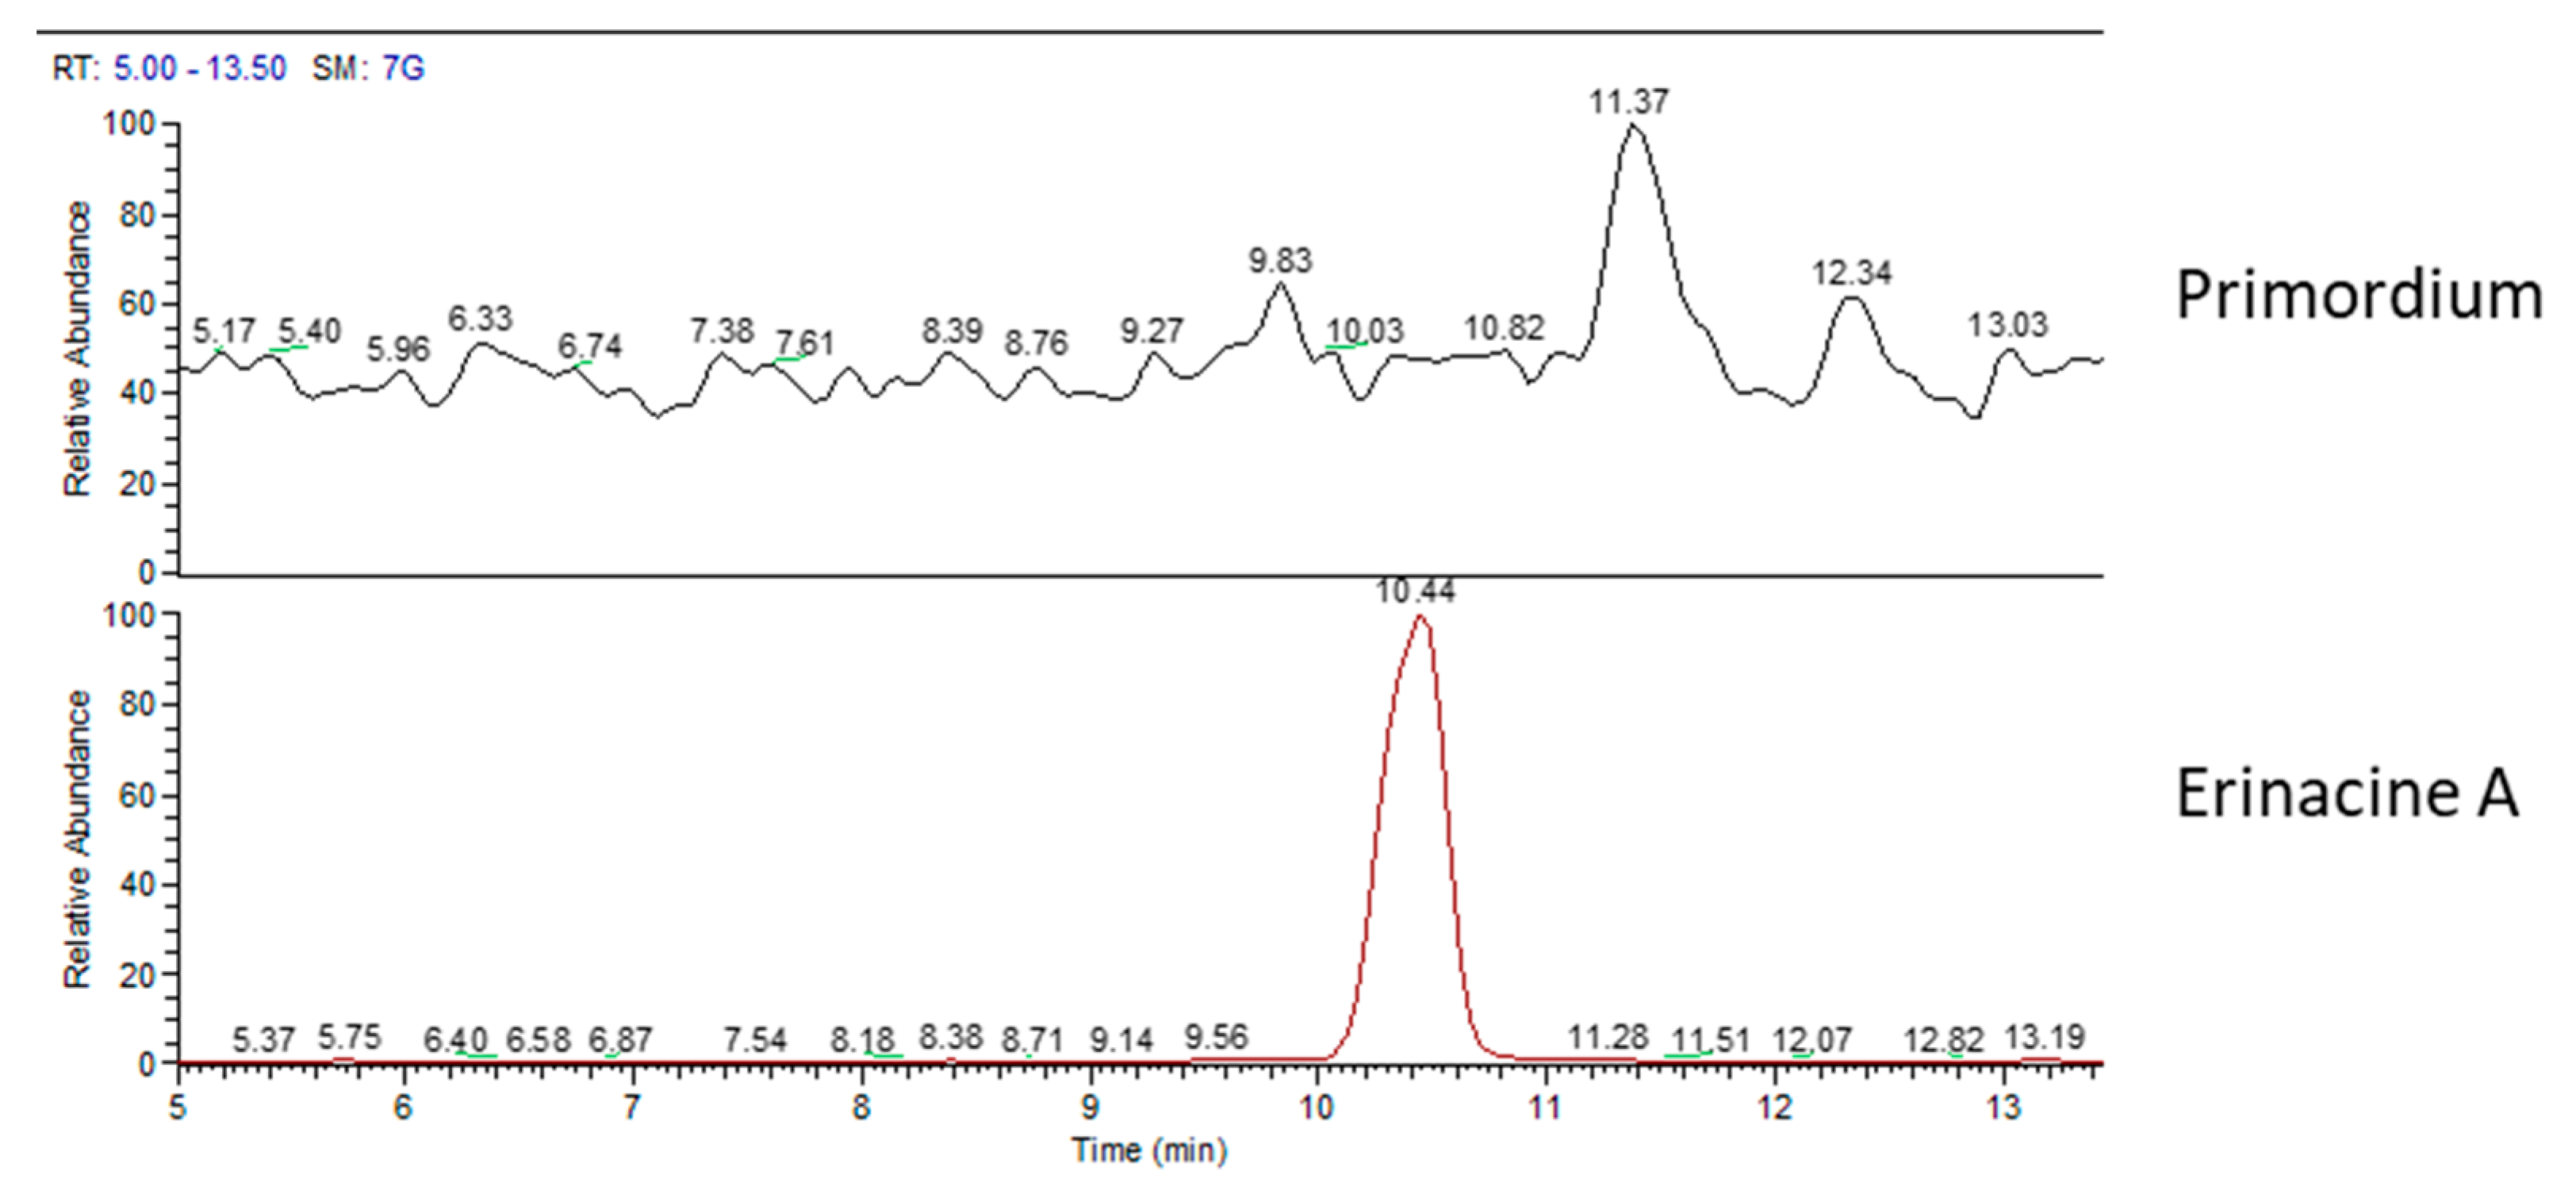 RT: 5.00 - 13.50 SM: 7G
11.37
100
80
9.83
12.34
60
5.17 5.40 5.96 6.33 6.74 7.38 7.61 8.39 8.76 9.27 10.03 10.82 13.03
40
20
0
Relative Abundance
Primordium
10.44
100
80
60
40
20
0
Relative Abundance
Erinacine A
5.37 5.75 6.40 6.58 6.87 7.54 8.18 8.38 8.71 9.14 9.56 11.28 11.51 12.07 12.82 13.19
5 6 7 8 9 10 11 12 13
Time (min)